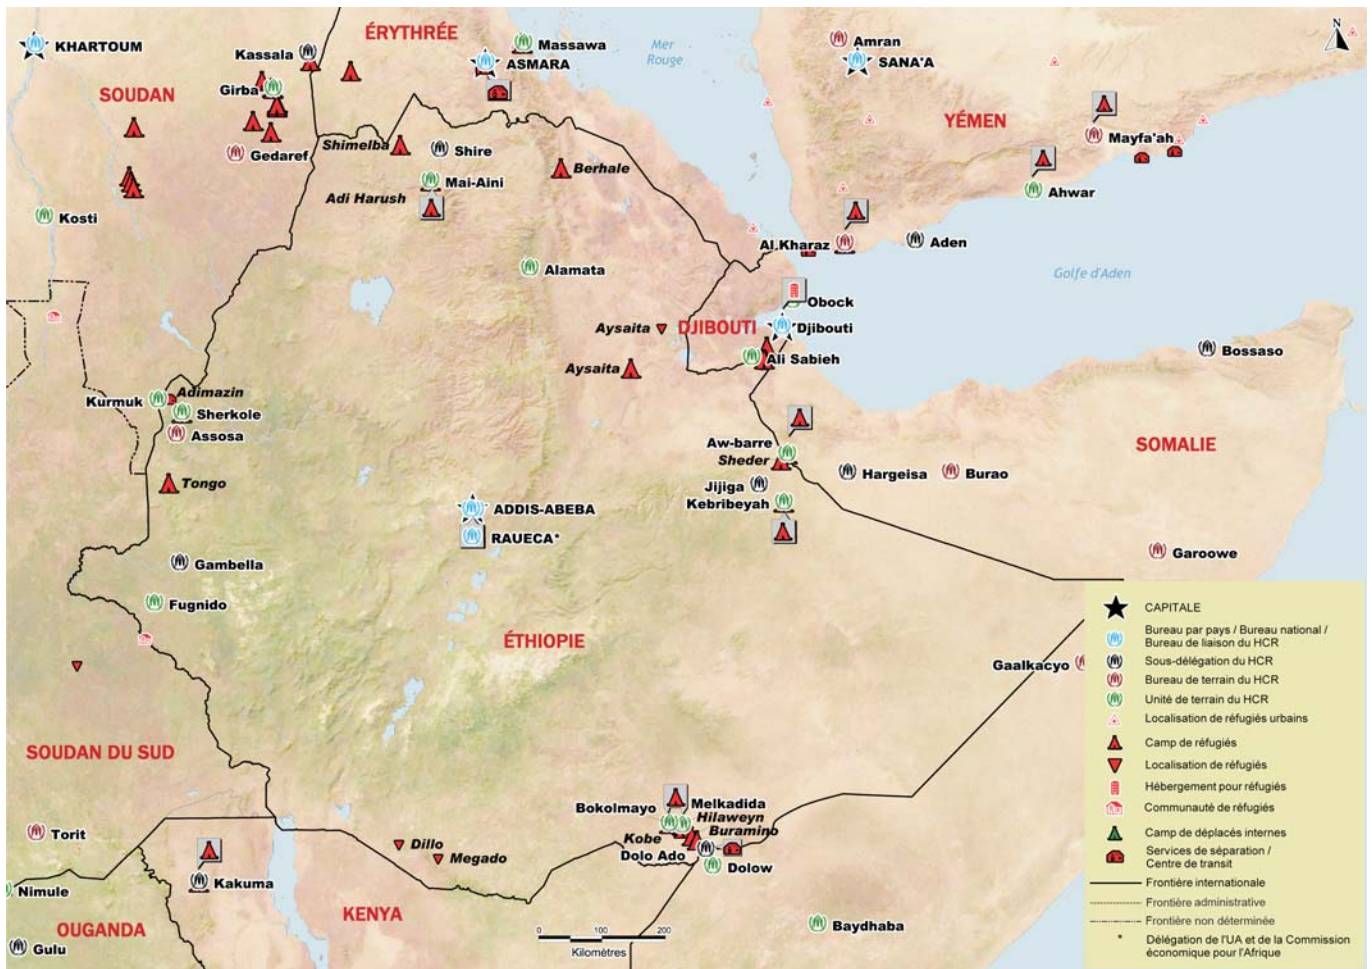 ÉRYTHRÉE
KHARTOUM
Kassala
Massawa
ASMARA
Mer
Rouge
Amran
SANA'A
N
SOUDAN
Girba
YÉMEN
Mayfa'ah
Gedaref
Shimelba
Shire
Berhale
Mai-Aini
Adi Harush
Ahwar
Kosti
Al Kharaz
Aden
Alamata
Golfe d'Aden
Obock
Aysaita
DJIBOUTI
Djibouti
Ali Sabieh
Bossaso
Aysaita
Adimazin
Kurmuk
Sherkole
Assosa
Aw-barre
Sheder
SOMALIE
Hargeisa
Burao
Tongo
Jijiga
Kebribeyah
ADDIS-ABEBA
RAUECA*
Gambella
Garoowe
Fugnido
ÉTHIOPIE
Gaalkacyo
SOUDAN DU SUD
Bokolmayo
Melkadida
Hilaweyn
Buramino
Kobe
Dolo Ado
Dolow
Torit
Dillo
Megado
Kakuma
Nimule
KENYA
OUGANDA
Gulu
Baydhaba
0 100 200
Kilomètres
CAPITALE
Bureau par pays / Bureau national /
Bureau de liaison du HCR
Sous-délégation du HCR
Bureau de terrain du HCR
Unité de terrain du HCR
Localisation de réfugiés urbains
Camp de réfugiés
Localisation de réfugiés
Hébergement pour réfugiés
Communauté de réfugiés
Camp de déplacés internes
Services de séparation /
Centre de transit
Frontière internationale
Frontière administrative
Frontière non déterminée
* Délégation de l'UA et de la Commission
économique pour l'Afrique